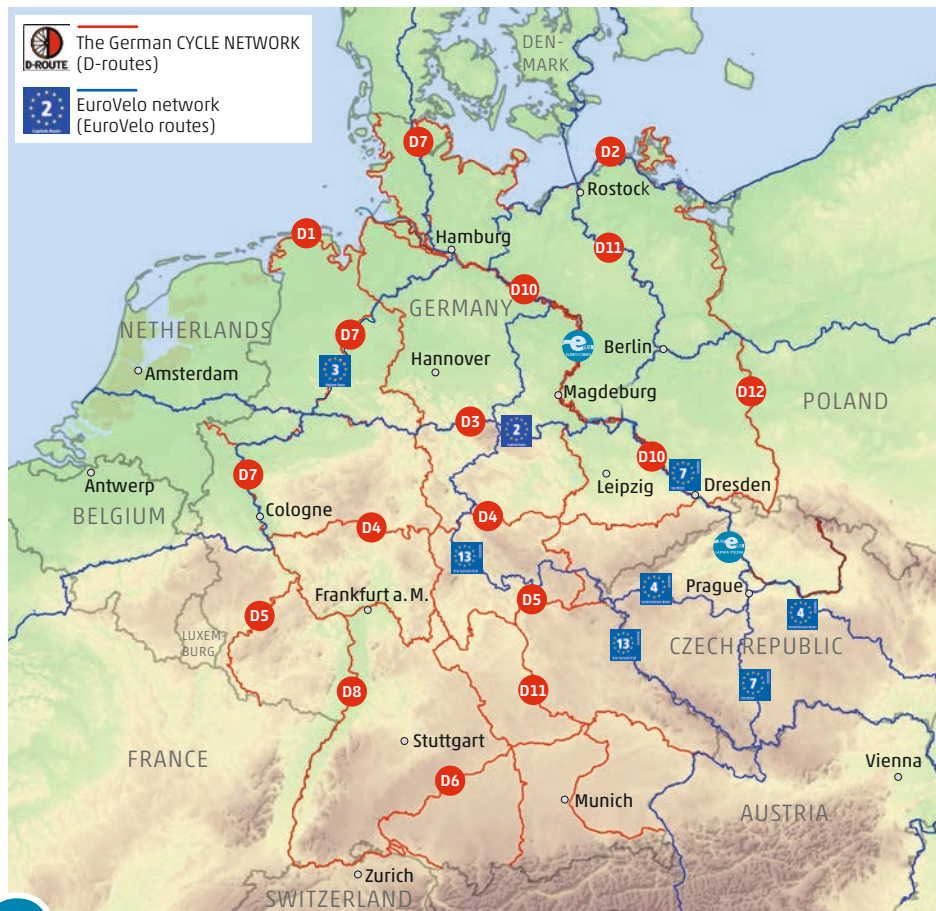 D-ROUTE
The German CYCLE NETWORK
(D-routes)
2
EuroVelo network
(EuroVelo routes)
DEN-
MARK
D7
D2
Rostock
D1
Hamburg
D11
D10
GERMANY
NETHERLANDS
D7
Berlin
3
Hannover
Amsterdam
D12
Magdeburg
POLAND
D3
2
D10
7
D7
Leipzig
Dresden
Antwerp
BELGIUM
Cologne
D4
D4
13
Frankfurt a. M.
D5
4
Prague
D5
4
LUXEM-
BURG
13
CZECH REPUBLIC
7
D8
D11
Stuttgart
FRANCE
Vienna
D6
Munich
AUSTRIA
Zurich
SWITZERLAND